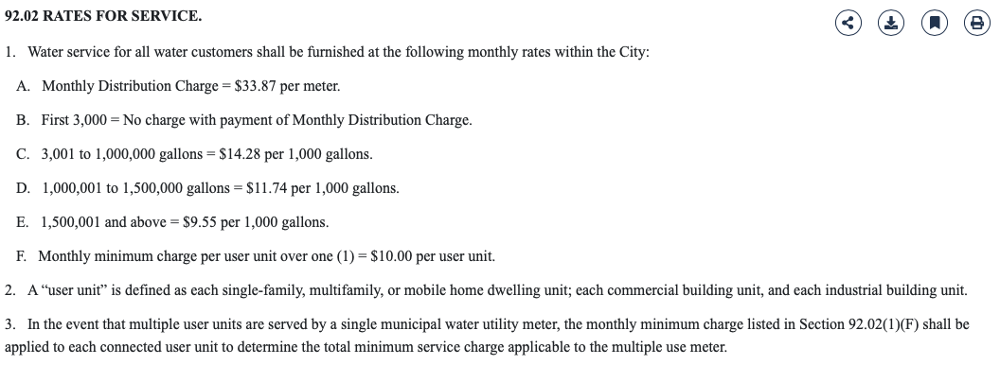 92.02 RATES FOR SERVICE.
1. Water service for all water customers shall be furnished at the following monthly rates within the City:
A. Monthly Distribution Charge = $33.87 per meter.
B. First 3,000 = No charge with payment of Monthly Distribution Charge.
C. 3,001 to 1,000,000 gallons = $14.28 per 1,000 gallons.
D. 1,000,001 to 1,500,000 gallons = $11.74 per 1,000 gallons.
E. 1,500,001 and above = $9.55 per 1,000 gallons.
F. Monthly minimum charge per user unit over one (1) = $10.00 per user unit.
2. A “user unit” is defined as each single-family, multifamily, or mobile home dwelling unit; each commercial building unit, and each industrial building unit.
3. In the event that multiple user units are served by a single municipal water utility meter, the monthly minimum charge listed in Section 92.02(1)(F) shall be
applied to each connected user unit to determine the total minimum service charge applicable to the multiple use meter.